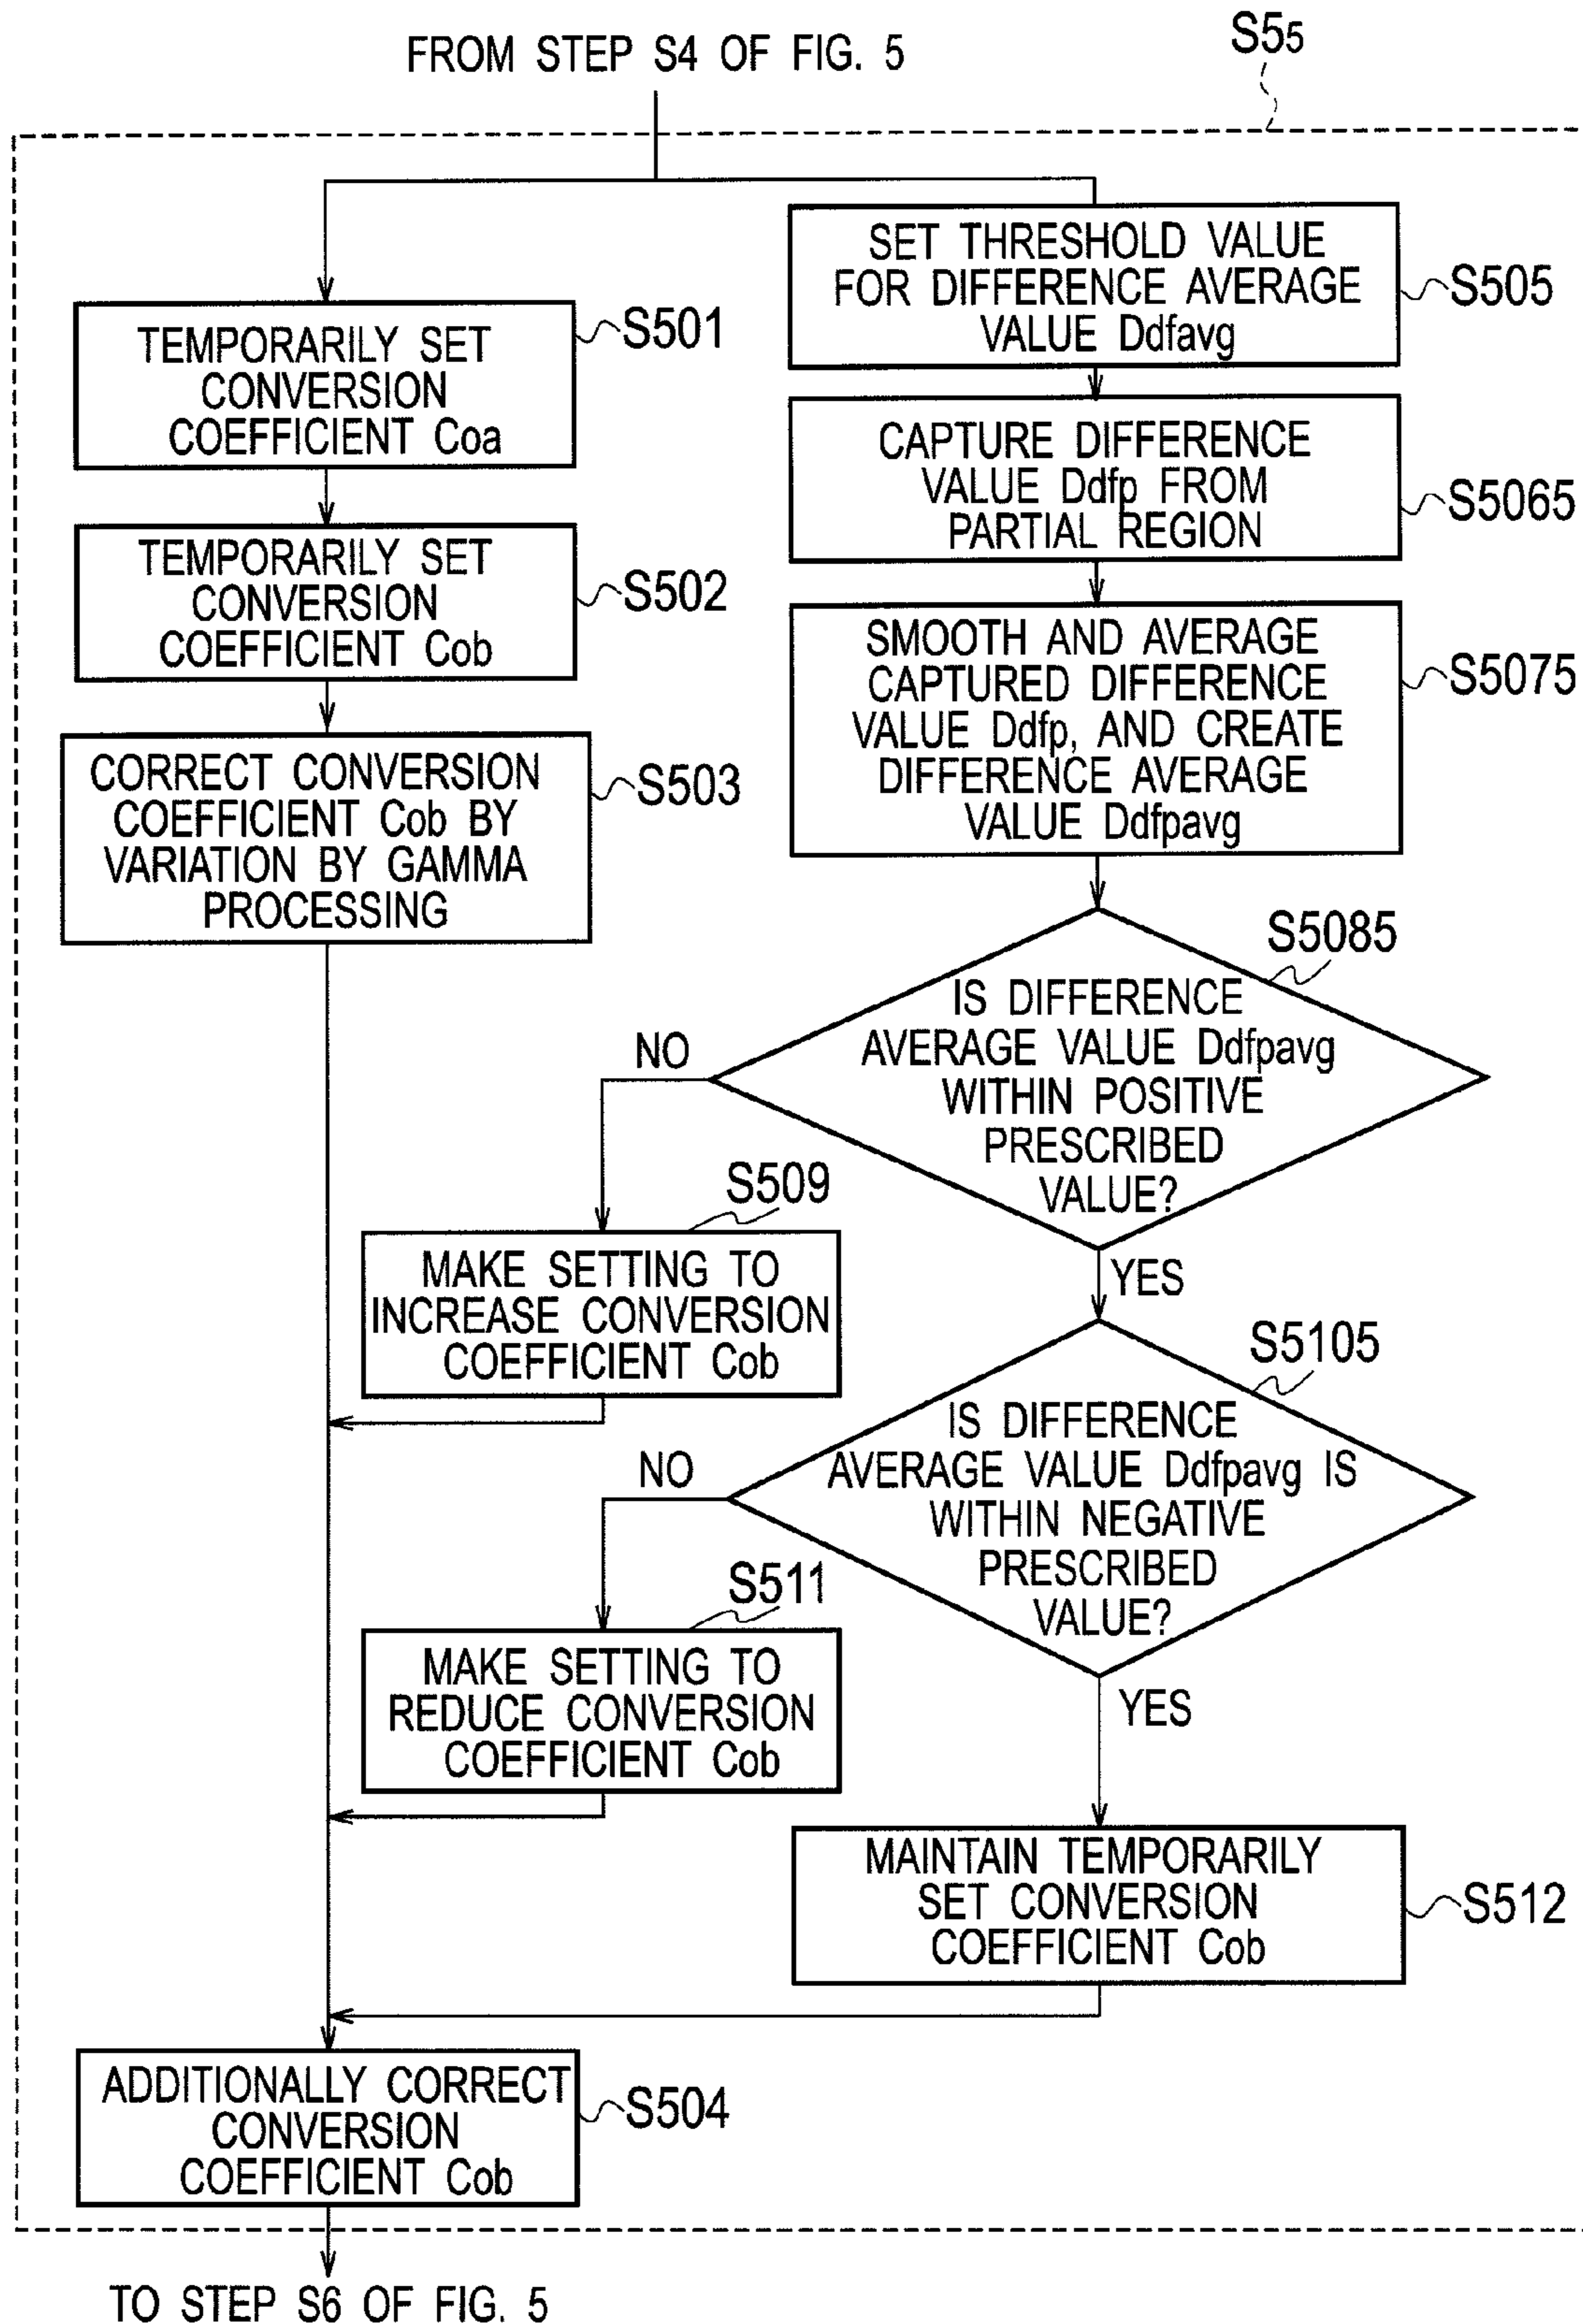 FROM STEP S4 OF FIG. 5
S55
TEMPORARILY SET
CONVERSION
COEFFICIENT Coa
S501
TEMPORARILY SET
CONVERSION
COEFFICIENT Cob
S502
CORRECT CONVERSION
COEFFICIENT Cob BY
VARIATION BY GAMMA
PROCESSING
S503
SET THRESHOLD VALUE
FOR DIFFERENCE AVERAGE
VALUE Ddfavg
S505
CAPTURE DIFFERENCE
VALUE Ddfp FROM
PARTIAL REGION
S5065
SMOOTH AND AVERAGE
CAPTURED DIFFERENCE
VALUE Ddfp, AND CREATE
DIFFERENCE AVERAGE
VALUE Ddfpavg
S5075
S5085
IS DIFFERENCE
AVERAGE VALUE Ddfpavg
WITHIN POSITIVE
PRESCRIBED
VALUE?
NO
YES
S509
MAKE SETTING TO
INCREASE CONVERSION
COEFFICIENT Cob
S5105
IS DIFFERENCE
AVERAGE VALUE Ddfpavg IS
WITHIN NEGATIVE
PRESCRIBED
VALUE?
NO
YES
S511
MAKE SETTING TO
REDUCE CONVERSION
COEFFICIENT Cob
MAINTAIN TEMPORARILY
SET CONVERSION
COEFFICIENT Cob
S512
ADDITIONALLY CORRECT
CONVERSION
COEFFICIENT Cob
S504
TO STEP S6 OF FIG. 5